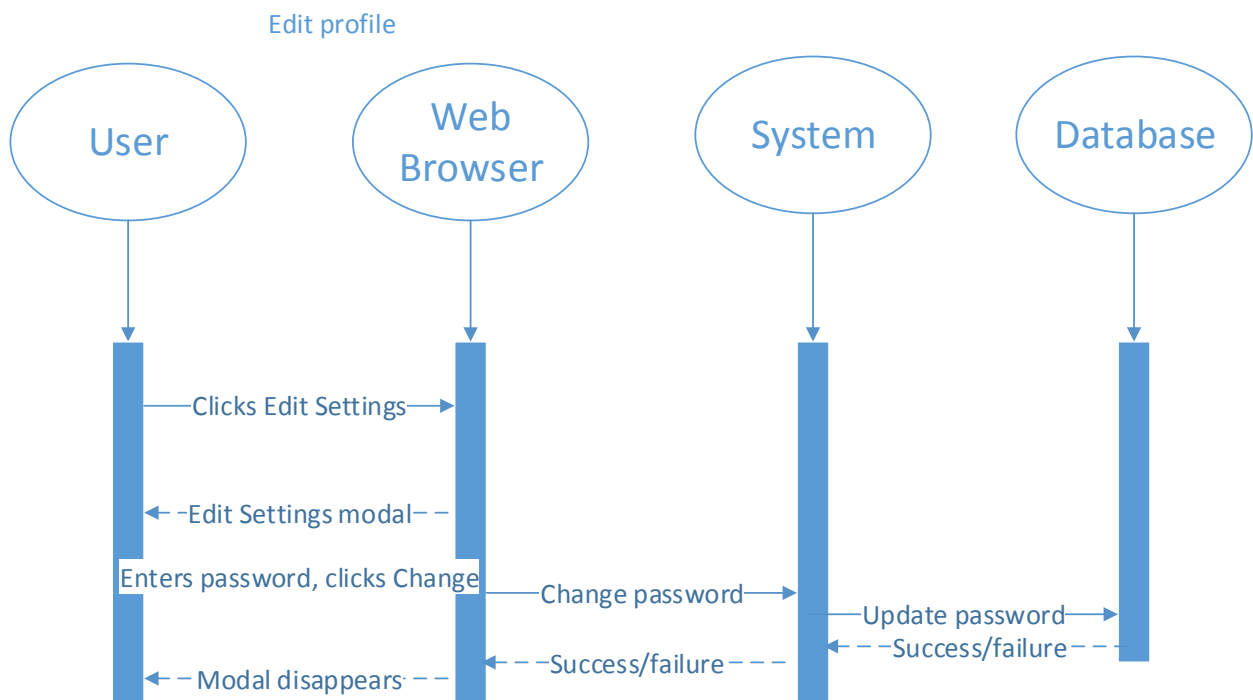 Edit profile
User
Web
Browser
System
Database
Clicks Edit Settings
Edit Settings modal
Enters password, clicks Change
Change password
Update password
Success/failure
Success/failure
Modal disappears